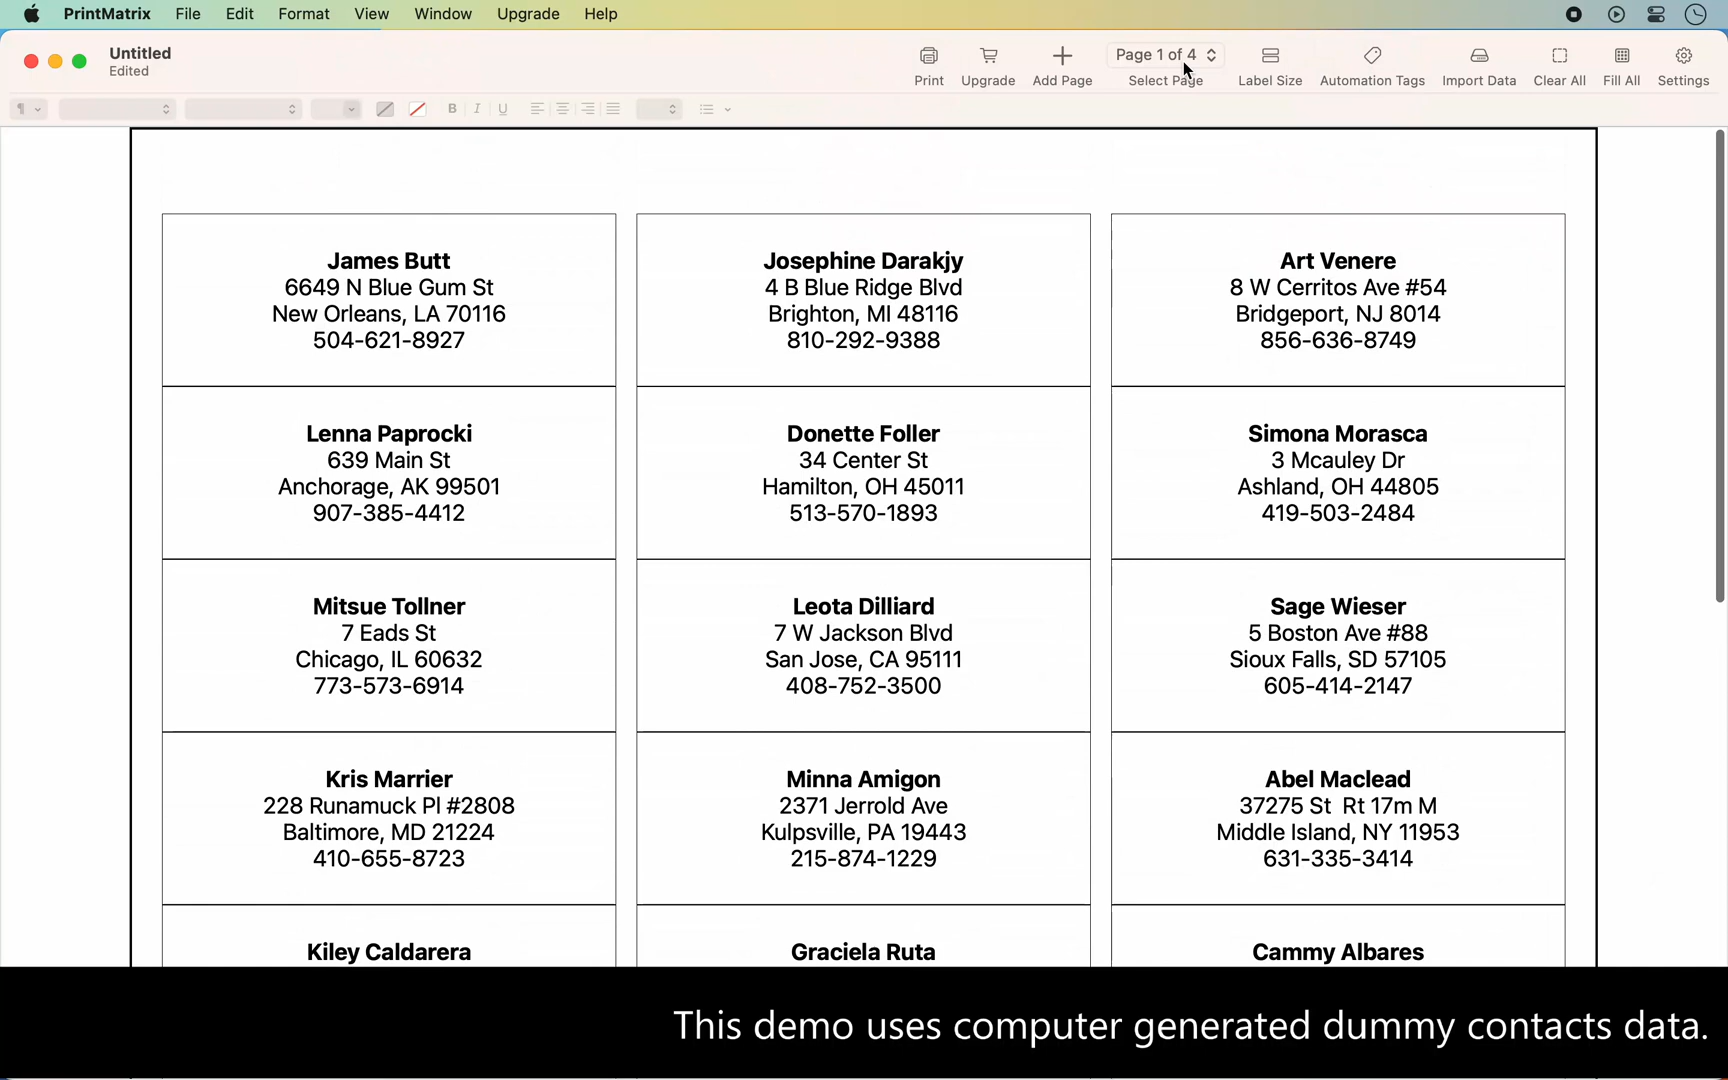 PrintMatrix File Edit Format View Window Upgrade Help
Untitled
Edited
Page 1 of 4
Print Upgrade Add Page Select Page Label Size Automation Tags Import Data Clear All Fill All Settings
B I U
James Butt
6649 N Blue Gum St
New Orleans, LA 70116
504-621-8927
Josephine Darakjy
4 B Blue Ridge Blvd
Brighton, MI 48116
810-292-9388
Art Venere
8 W Cerritos Ave #54
Bridgeport, NJ 8014
856-636-8749
Lenna Paprocki
639 Main St
Anchorage, AK 99501
907-385-4412
Donette Foller
34 Center St
Hamilton, OH 45011
513-570-1893
Simona Morasca
3 Mcauley Dr
Ashland, OH 44805
419-503-2484
Mitsue Tollner
7 Eads St
Chicago, IL 60632
773-573-6914
Leota Dilliard
7 W Jackson Blvd
San Jose, CA 95111
408-752-3500
Sage Wieser
5 Boston Ave #88
Sioux Falls, SD 57105
605-414-2147
Kris Marrier
228 Runamuck Pl #2808
Baltimore, MD 21224
410-655-8723
Minna Amigon
2371 Jerrold Ave
Kulpsville, PA 19443
215-874-1229
Abel Maclead
37275 St  Rt 17m M
Middle Island, NY 11953
631-335-3414
Kiley Caldarera
Graciela Ruta
Cammy Albares
This demo uses computer generated dummy contacts data.